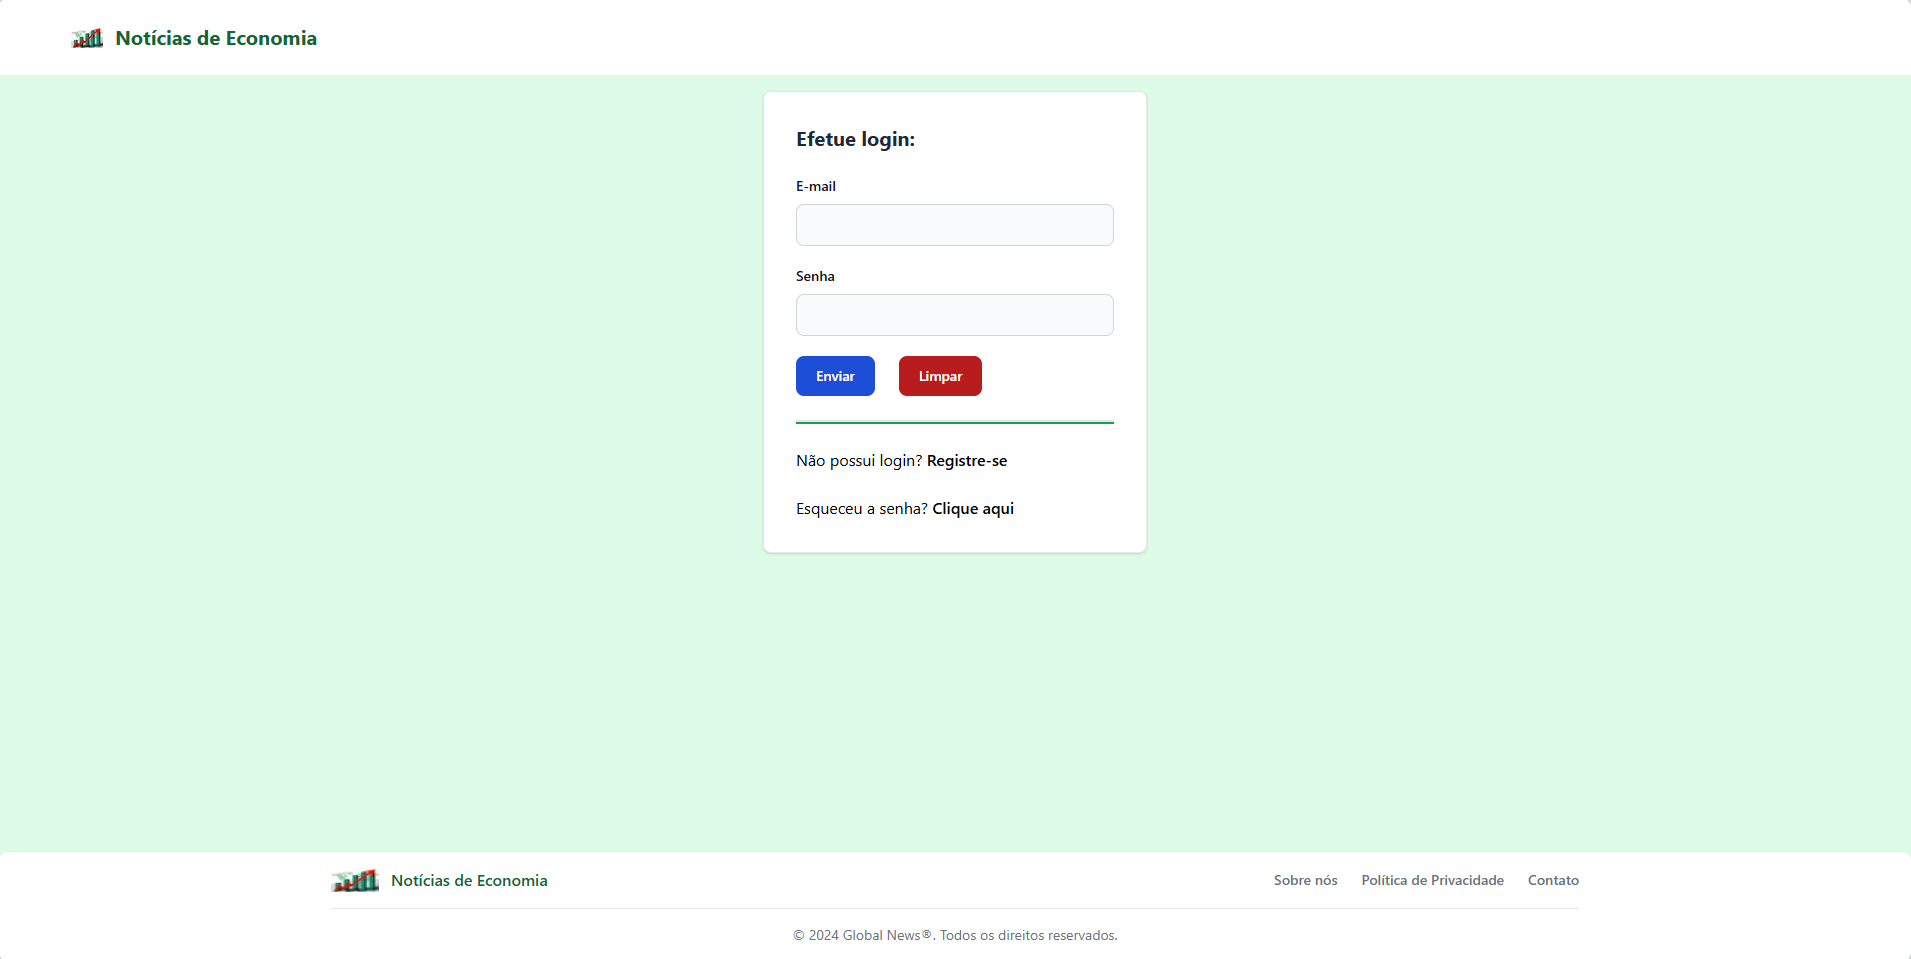 Notícias de Economia
Efetue login:
E-mail
Senha
Enviar Limpar
Não possui login? Registre-se
Esqueceu a senha? Clique aqui
Notícias de Economia Sobre nós Política de Privacidade Contato
© 2024 Global News®. Todos os direitos reservados.